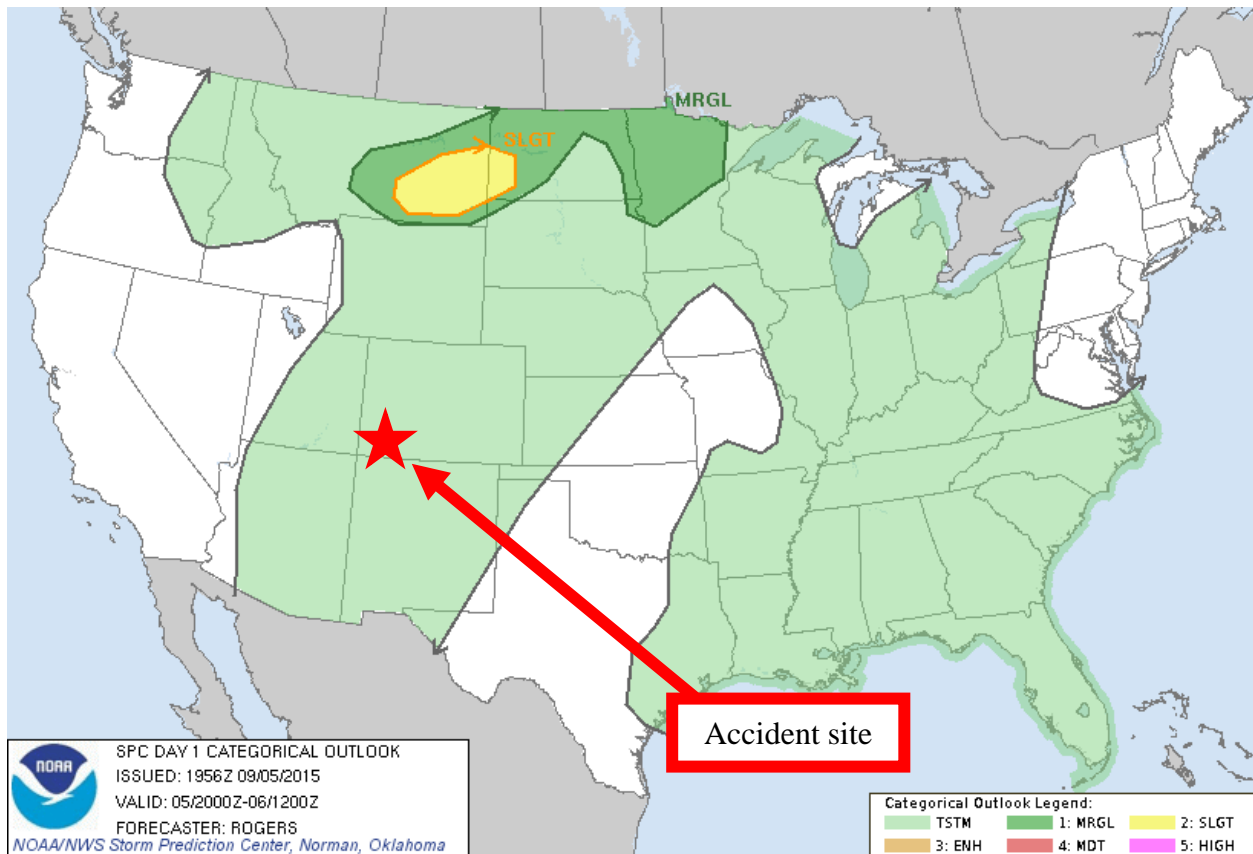 MRGL
SLGT
Accident site
NOAA
SPC DAY 1 CATEGORICAL OUTLOOK
ISSUED: 1956Z 09/05/2015
VALID: 05/2000Z-06/1200Z
FORECASTER: ROGERS
NOAA/NWS Storm Prediction Center, Norman, Oklahoma
Categorical Outlook Legend:
TSTM 1: MRGL 2: SLGT
3: ENH 4: MDT 5: HIGH